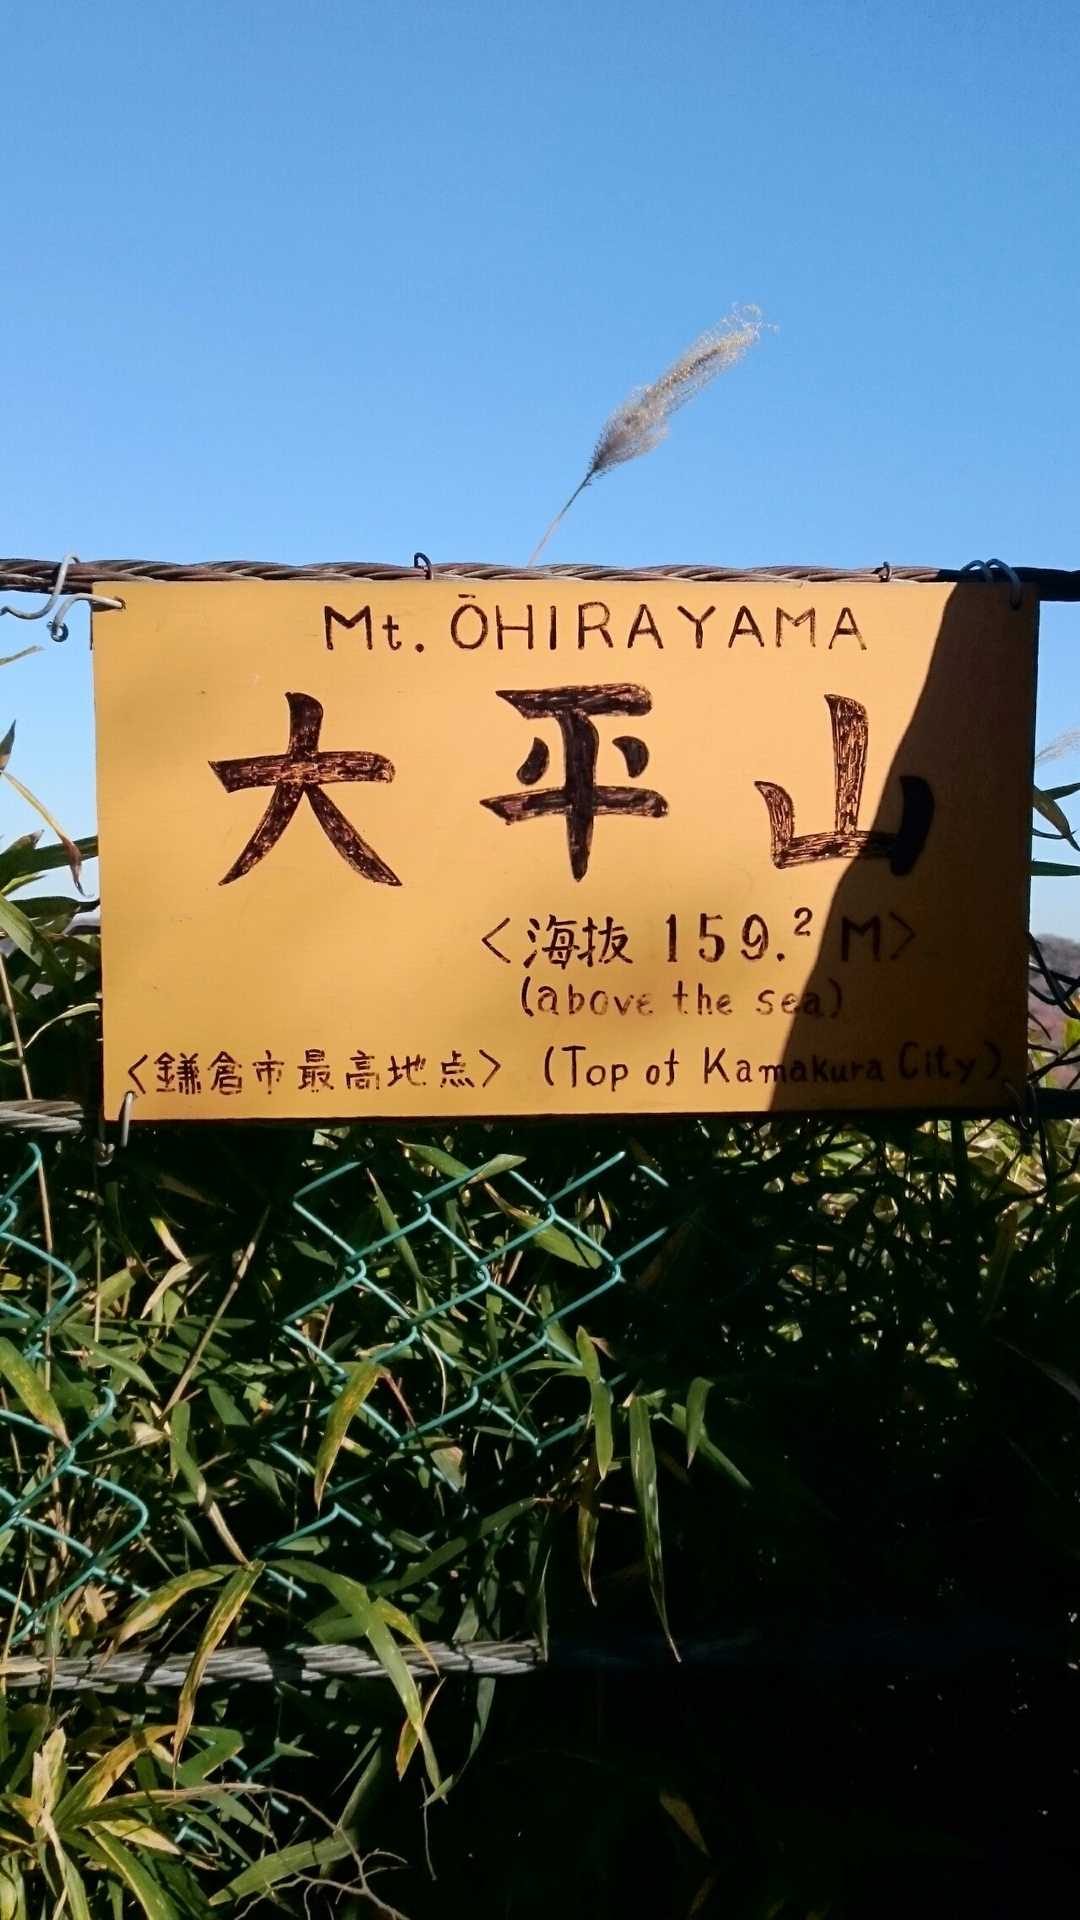 Mt. ŌHIRAYAMA
大平山
<海抜 159.² M>
(above the sea)
<鎌倉市最高地点> (Top of Kamakura City)